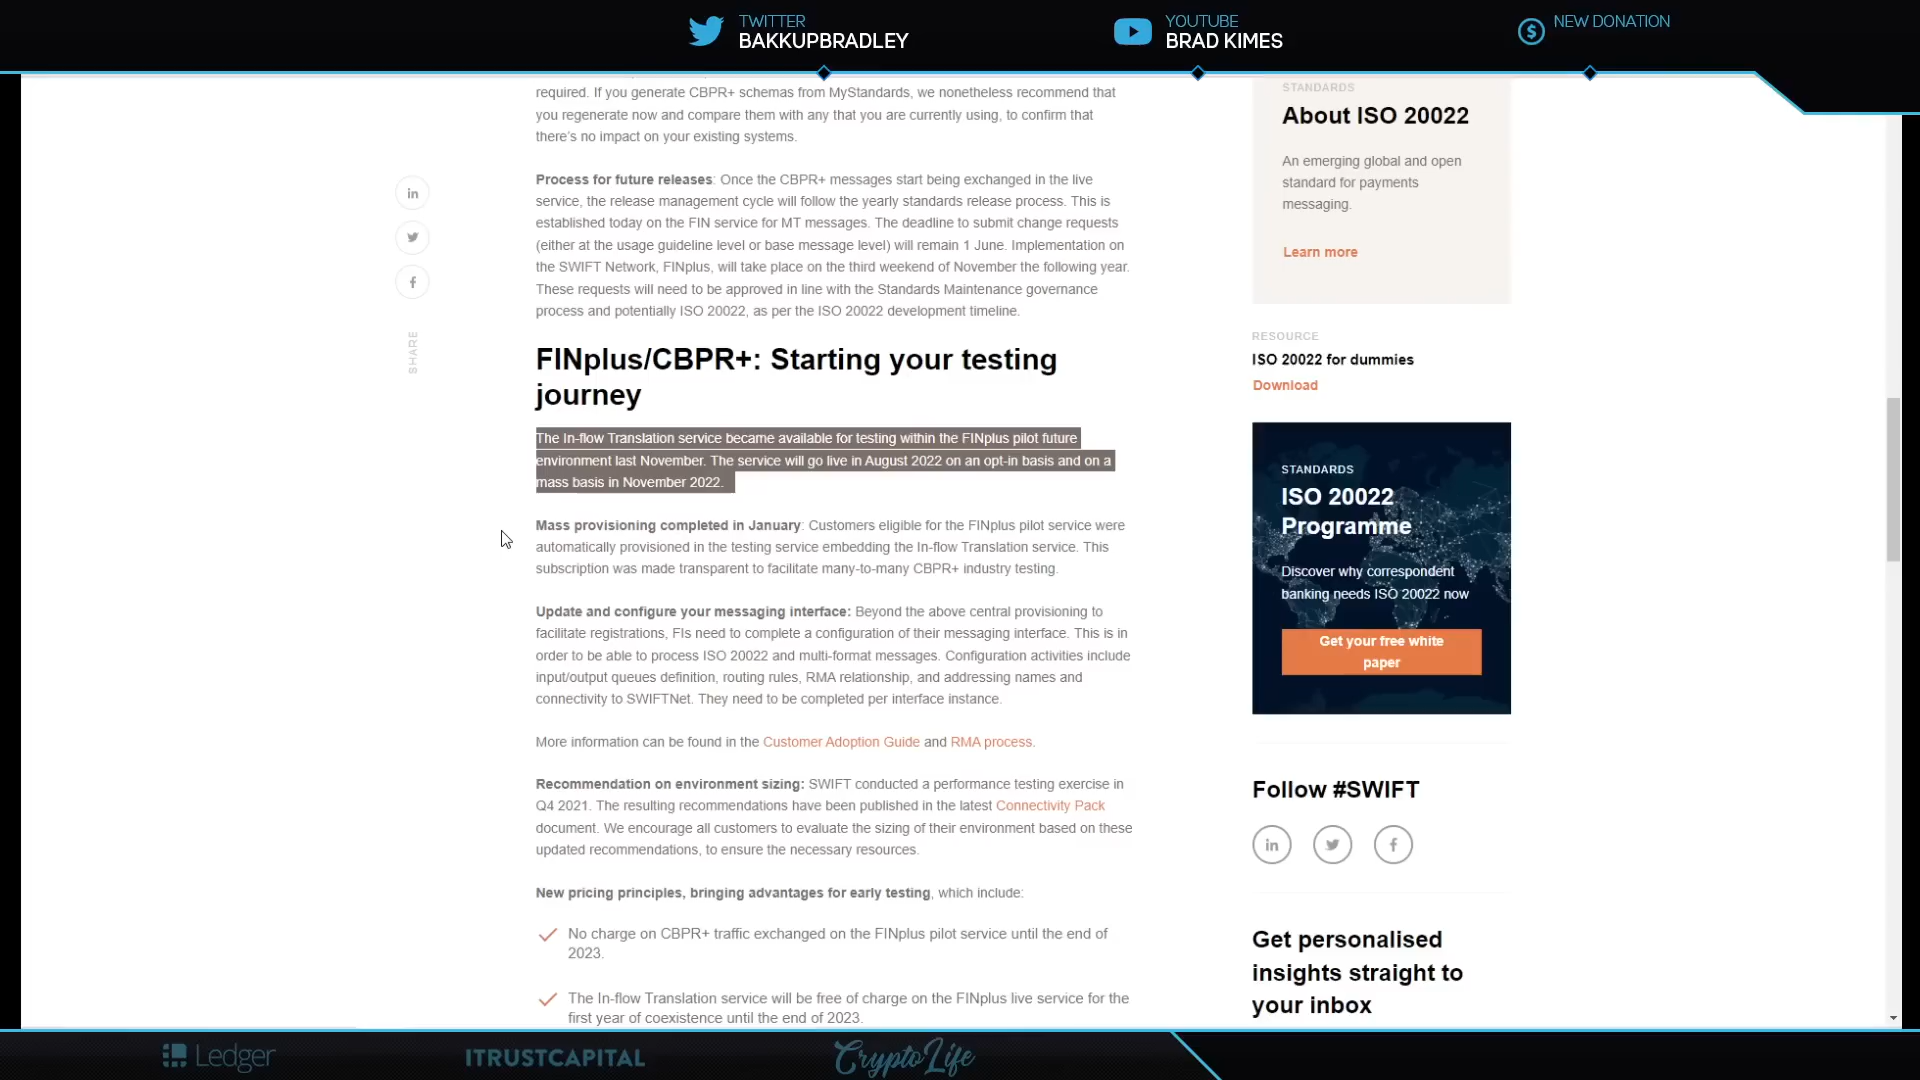 TWITTER
BAKKUPBRADLEY
YOUTUBE
BRAD KIMES
NEW DONATION
required. If you generate CBPR+ schemas from MyStandards, we nonetheless recommend that
you regenerate now and compare them with any that you are currently using, to confirm that
there's no impact on your existing systems.
Process for future releases: Once the CBPR+ messages start being exchanged in the live
service, the release management cycle will follow the yearly standards release process. This is
established today on the FIN service for MT messages. The deadline to submit change requests
(either at the usage guideline level or base message level) will remain 1 June. Implementation on
the SWIFT Network, FINplus, will take place on the third weekend of November the following year.
These requests will need to be approved in line with the Standards Maintenance governance
process and potentially ISO 20022, as per the ISO 20022 development timeline.
SHARE
FINplus/CBPR+: Starting your testing
journey
The In-flow Translation service became available for testing within the FINplus pilot future
environment last November. The service will go live in August 2022 on an opt-in basis and on a
mass basis in November 2022.
Mass provisioning completed in January: Customers eligible for the FINplus pilot service were
automatically provisioned in the testing service embedding the In-flow Translation service. This
subscription was made transparent to facilitate many-to-many CBPR+ industry testing.
Update and configure your messaging interface: Beyond the above central provisioning to
facilitate registrations, FIs need to complete a configuration of their messaging interface. This is in
order to be able to process ISO 20022 and multi-format messages. Configuration activities include
input/output queues definition, routing rules, RMA relationship, and addressing names and
connectivity to SWIFTNet. They need to be completed per interface instance.
More information can be found in the Customer Adoption Guide and RMA process.
Recommendation on environment sizing: SWIFT conducted a performance testing exercise in
Q4 2021. The resulting recommendations have been published in the latest Connectivity Pack
document. We encourage all customers to evaluate the sizing of their environment based on these
updated recommendations, to ensure the necessary resources.
New pricing principles, bringing advantages for early testing, which include:
No charge on CBPR+ traffic exchanged on the FINplus pilot service until the end of
2023.
The In-flow Translation service will be free of charge on the FINplus live service for the
first year of coexistence until the end of 2023.
STANDARDS
About ISO 20022
An emerging global and open
standard for payments
messaging.
Learn more
RESOURCE
ISO 20022 for dummies
Download
STANDARDS
ISO 20022
Programme
Discover why correspondent
banking needs ISO 20022 now
Get your free white
paper
Follow #SWIFT
Get personalised
insights straight to
your inbox
Ledger
ITRUSTCAPITAL
CryptoLife